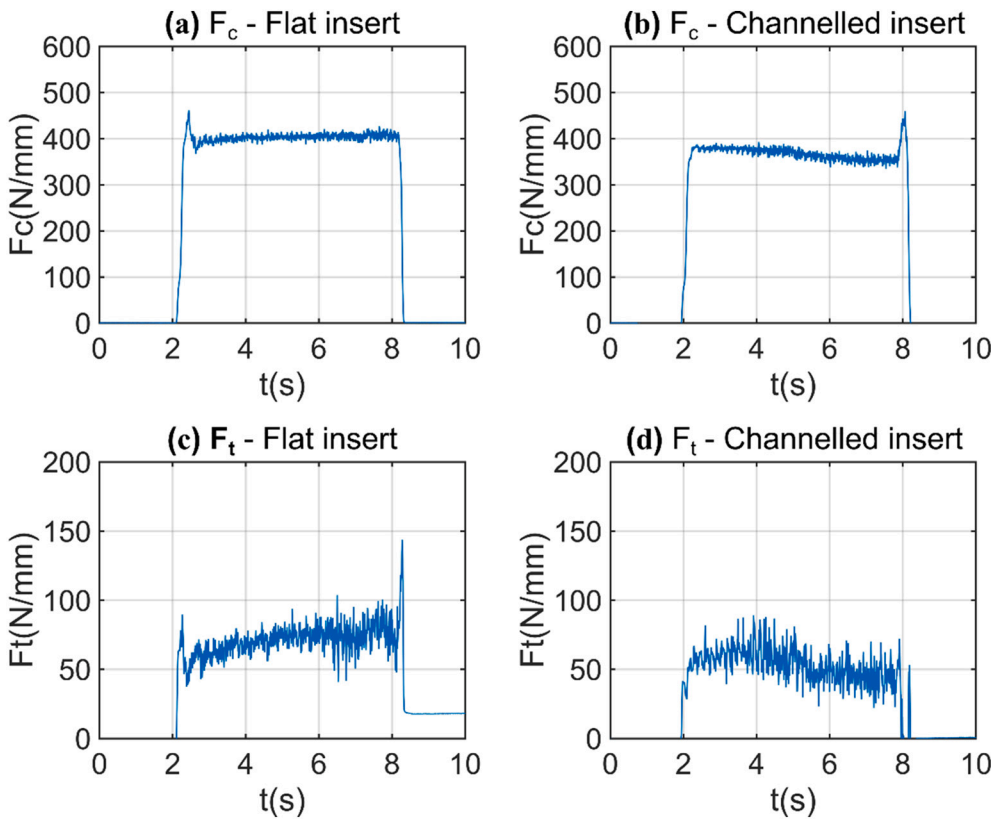 (a) Fc - Flat insert
(b) Fc - Channelled insert
600
500
400
300
200
100
0
Fc(N/mm)
0 2 4 6 8 10
t(s)
600
500
400
300
200
100
0
Fc(N/mm)
0 2 4 6 8 10
t(s)
(c) Ft - Flat insert
(d) Ft - Channelled insert
200
150
100
50
0
Ft(N/mm)
0 2 4 6 8 10
t(s)
200
150
100
50
0
Ft(N/mm)
0 2 4 6 8 10
t(s)